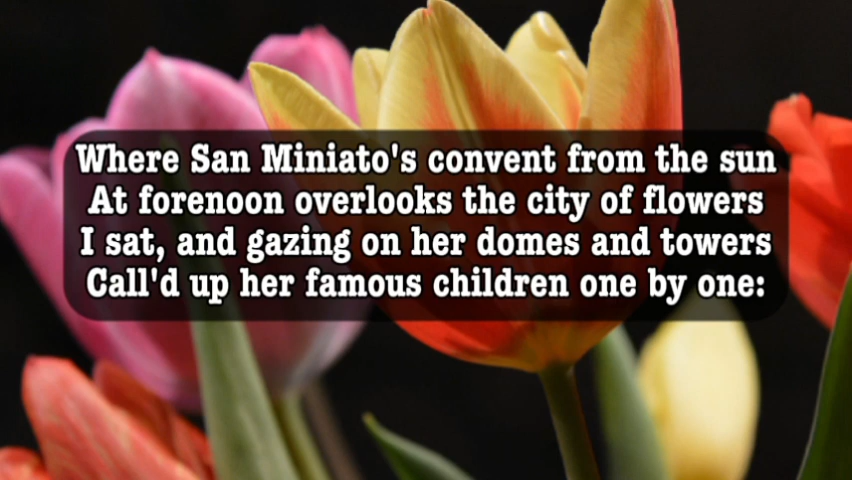 Where San Miniato's convent from the sun
At forenoon overlooks the city of flowers
I sat, and gazing on her domes and towers
Call'd up her famous children one by one: